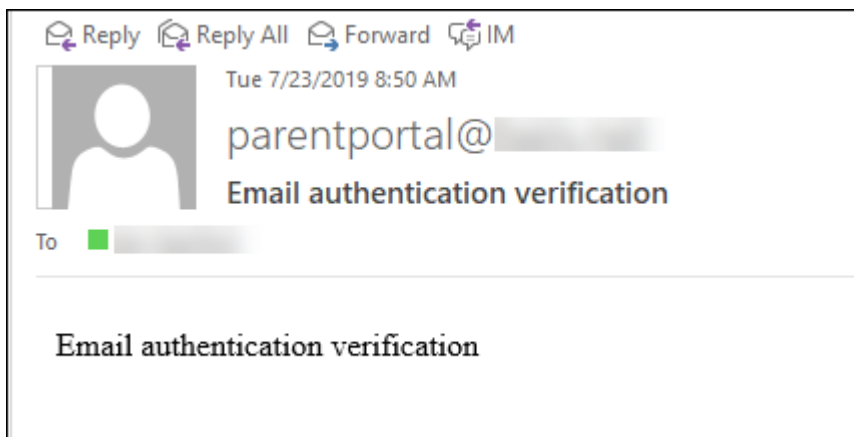 Reply Reply All Forward IM
Tue 7/23/2019 8:50 AM
parentportal@
Email authentication verification
To
Email authentication verification